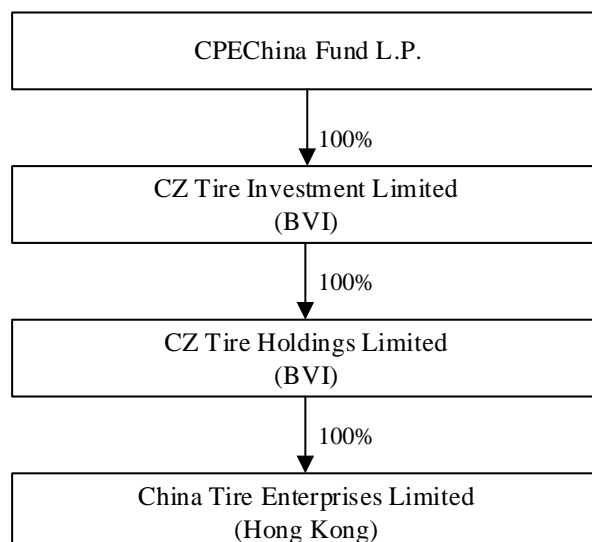 CPEChina Fund L.P.
100%
CZ Tire Investment Limited
(BVI)
100%
CZ Tire Holdings Limited
(BVI)
100%
China Tire Enterprises Limited
(Hong Kong)